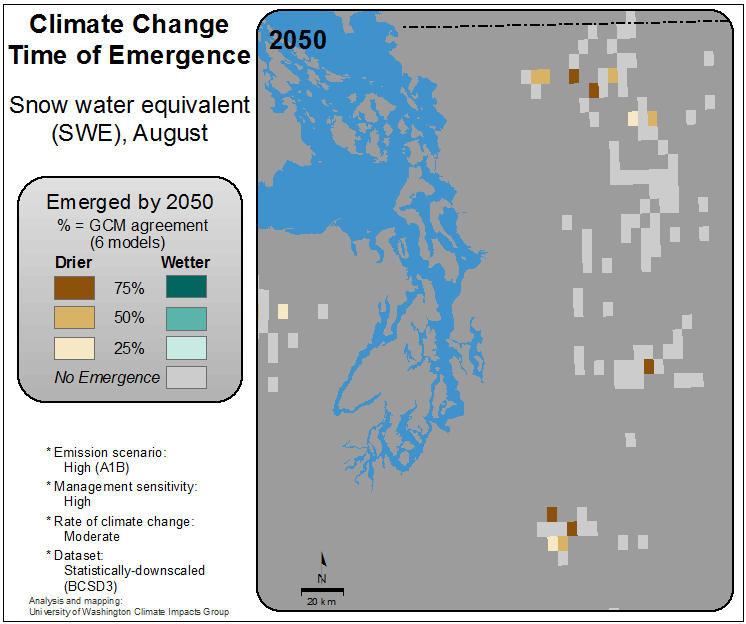 Climate Change
Time of Emergence
Snow water equivalent
(SWE), August
Emerged by 2050
% = GCM agreement
(6 models)
Drier Wetter
75%
50%
25%
No Emergence
* Emission scenario:
High (A1B)
* Management sensitivity:
High
* Rate of climate change:
Moderate
* Dataset:
Statistically-downscaled
(BCSD3)
Analysis and mapping:
University of Washington Climate Impacts Group
2050
N
20 km